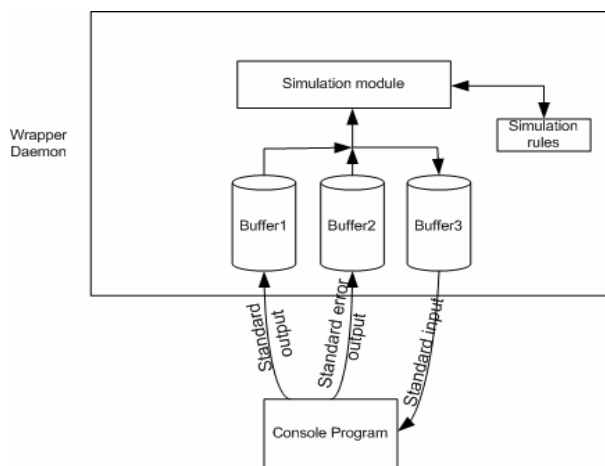 Simulation module
Wrapper
Daemon
Simulation
rules
Buffer1
Buffer2
Buffer3
Standard
output
Standard error
output
Standard input
Console Program